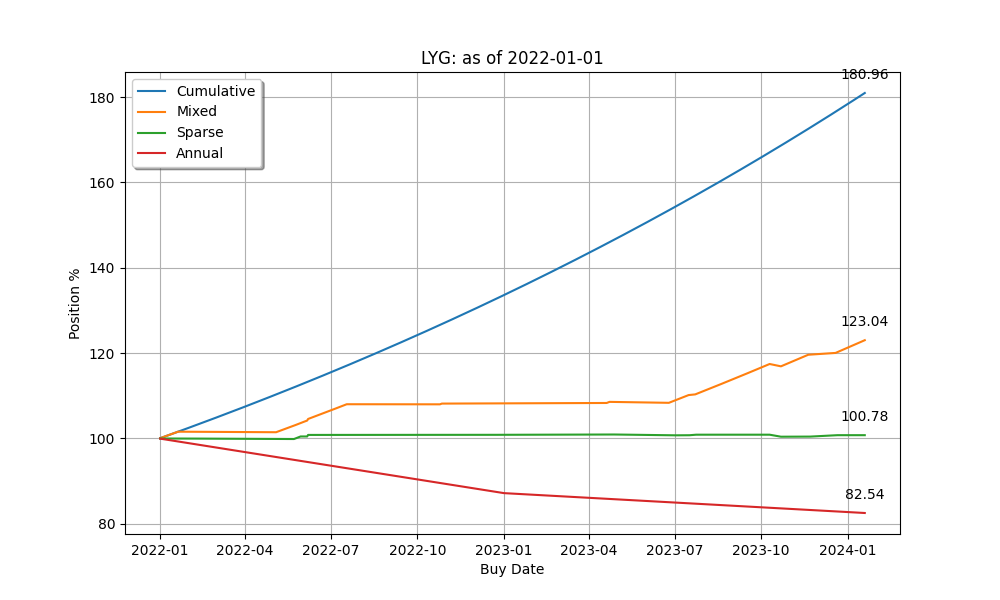 LYG: as of 2022-01-01
180.96
Cumulative
Mixed
Sparse
Annual
180
160
140
120
100
80
123.04
100.78
82.54
Position %
2022-01 2022-04 2022-07 2022-10 2023-01 2023-04 2023-07 2023-10 2024-01
Buy Date